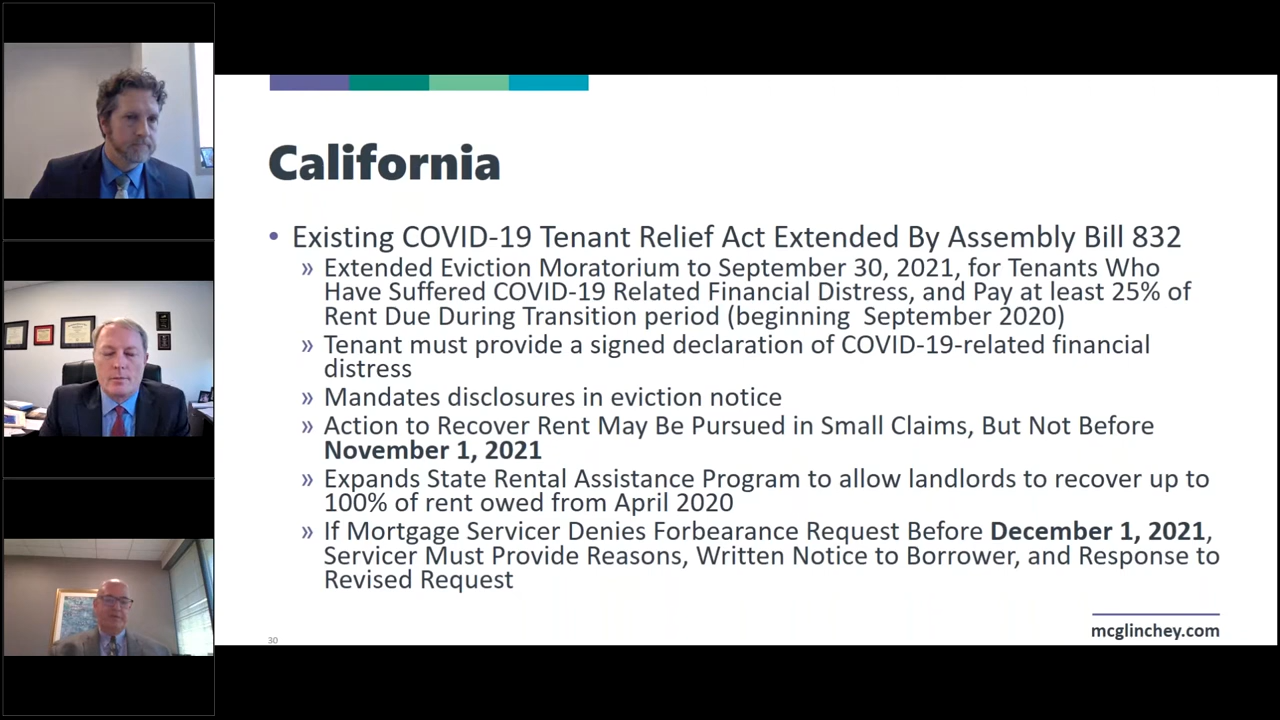 California
• Existing COVID-19 Tenant Relief Act Extended By Assembly Bill 832
» Extended Eviction Moratorium to September 30, 2021, for Tenants Who
Have Suffered COVID-19 Related Financial Distress, and Pay at least 25% of
Rent Due During Transition period (beginning  September 2020)
» Tenant must provide a signed declaration of COVID-19-related financial
distress
» Mandates disclosures in eviction notice
» Action to Recover Rent May Be Pursued in Small Claims, But Not Before
November 1, 2021
» Expands State Rental Assistance Program to allow landlords to recover up to
100% of rent owed from April 2020
» If Mortgage Servicer Denies Forbearance Request Before December 1, 2021,
Servicer Must Provide Reasons, Written Notice to Borrower, and Response to
Revised Request
30
mcglinchey.com